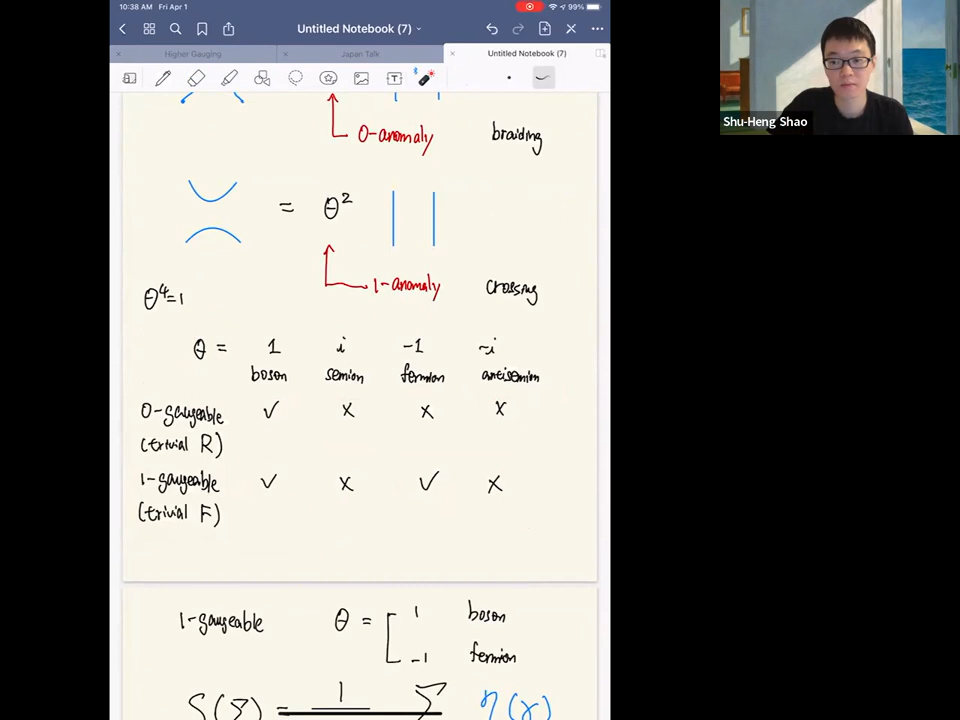 10:38 AM Fri Apr 1
99%
Untitled Notebook (7)
Higher Gauging
Japan Talk
Untitled Notebook (7)
0-anomaly braiding
= θ² 1-anomaly crossing
θ⁴=1
θ = 1 i -1 -i
boson semion fermion antisemion
0-gaugeable ✓ x x x
(trivial R)
1-gaugeable ✓ x ✓ x
(trivial F)
1-gaugeable θ = 1 boson
-1 fermion
S(Σ) = 1 Σ η(γ)
Shu-Heng Shao